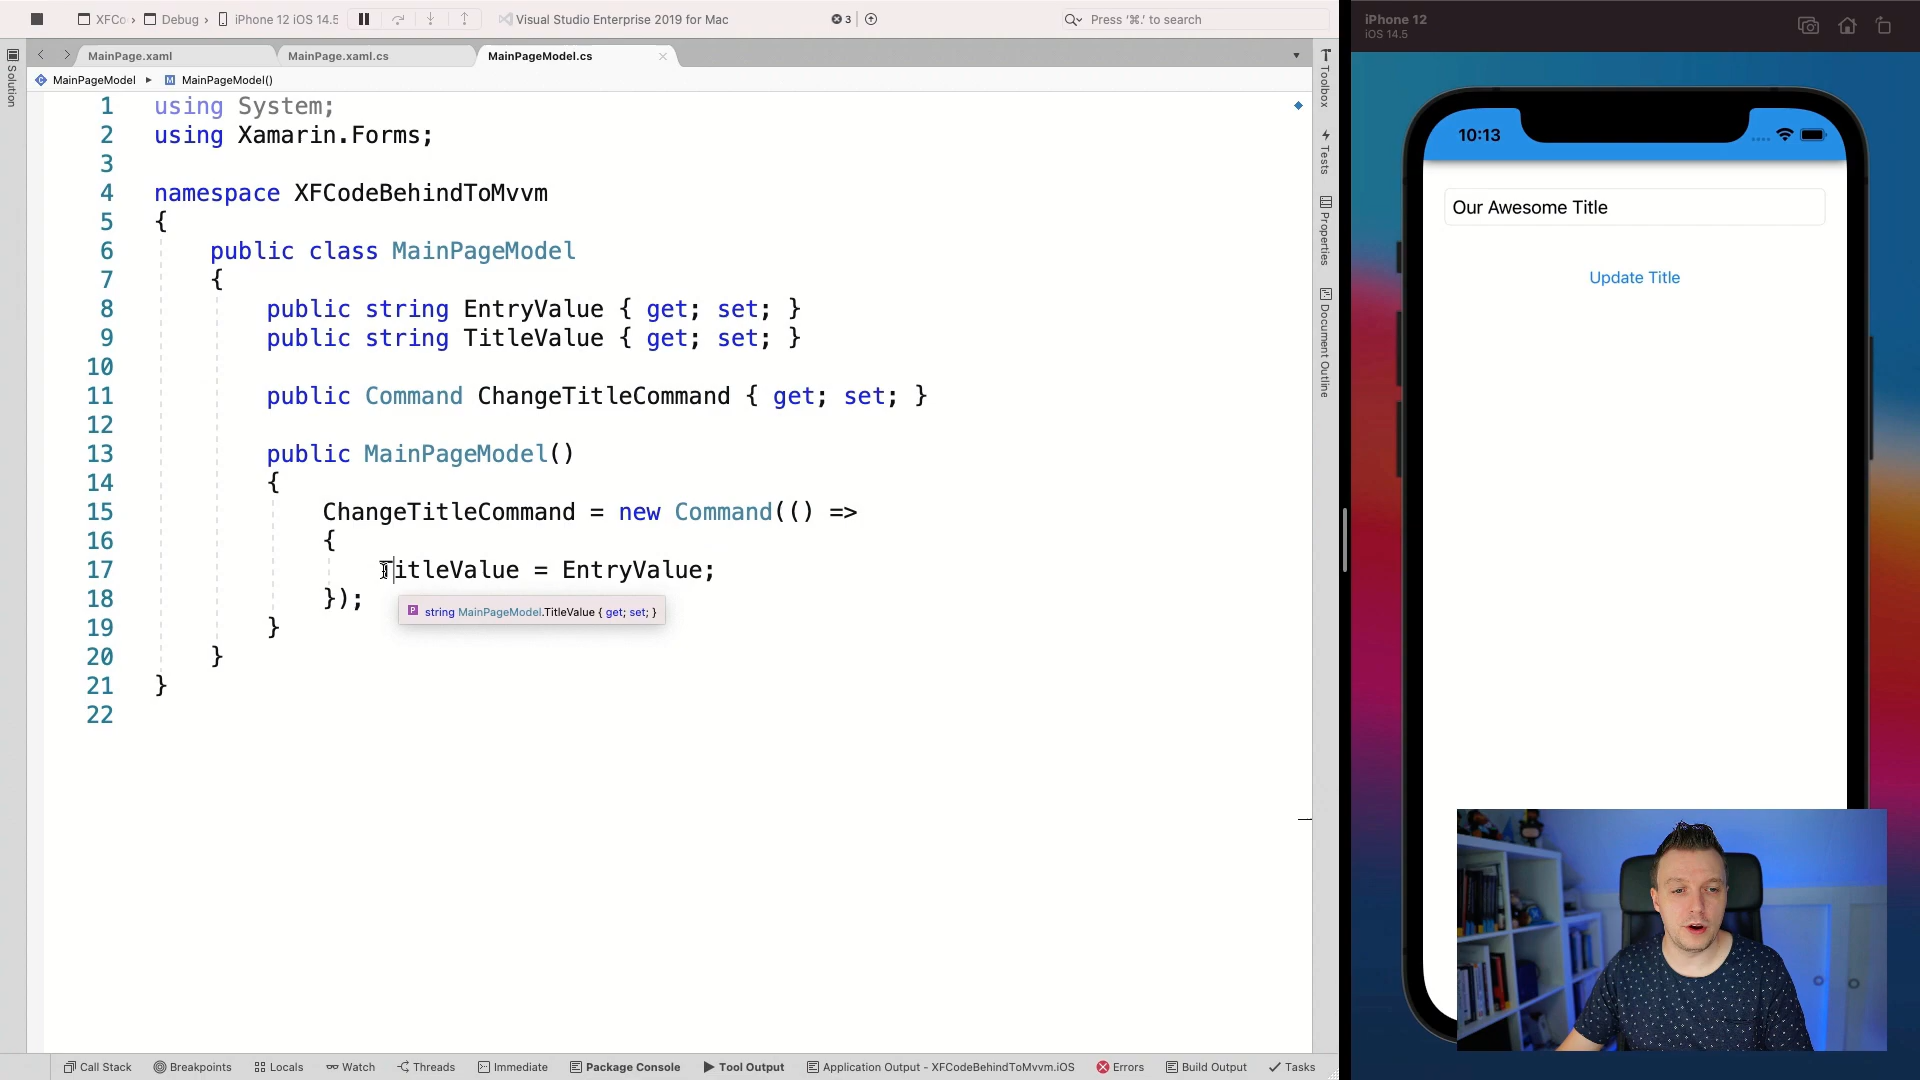 XFCo
Debug
iPhone 12 iOS 14.5
Visual Studio Enterprise 2019 for Mac
3
Press '⌘.' to search
Solution
MainPage.xaml
MainPage.xaml.cs
MainPageModel.cs
MainPageModel
MainPageModel()
1 using System;
2 using Xamarin.Forms;
3
4 namespace XFCodeBehindToMvvm
5 {
6 public class MainPageModel
7 {
8 public string EntryValue { get; set; }
9 public string TitleValue { get; set; }
10
11 public Command ChangeTitleCommand { get; set; }
12
13 public MainPageModel()
14 {
15 ChangeTitleCommand = new Command(() =>
16 {
17 TitleValue = EntryValue;
18 });
string MainPageModel.TitleValue { get; set; }
19 }
20 }
21 }
22
Toolbox
Tests
Properties
Document Outline
Call Stack
Breakpoints
Locals
Watch
Threads
Immediate
Package Console
Tool Output
Application Output - XFCodeBehindToMvvm.iOS
Errors
Build Output
Tasks
iPhone 12
iOS 14.5
10:13
Our Awesome Title
Update Title